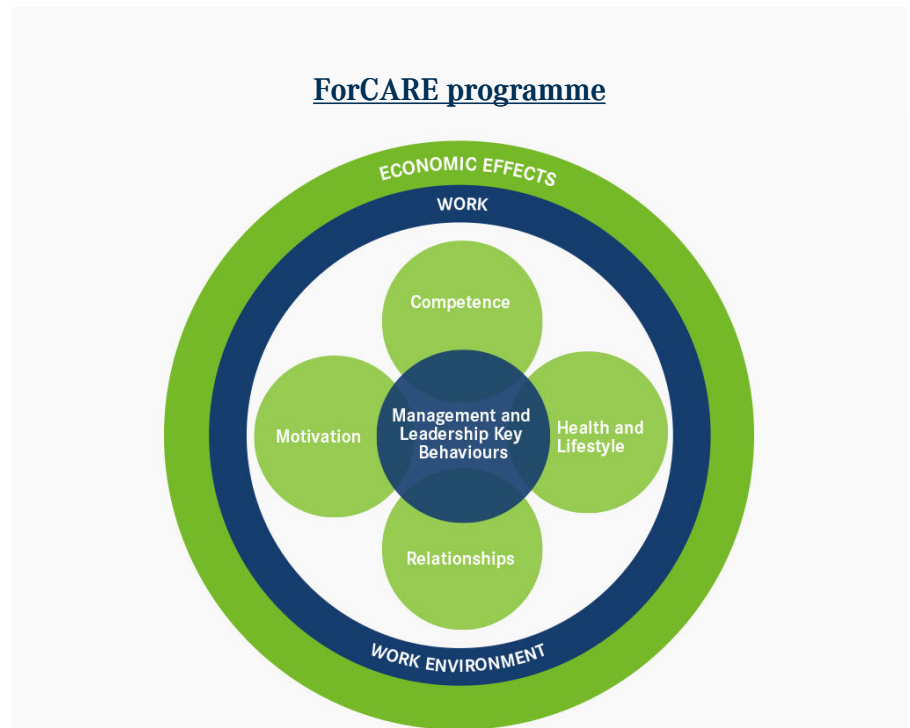 ForCARE programme
ECONOMIC EFFECTS
WORK
Competence
Motivation
Management and
Leadership Key
Behaviours
Health and
Lifestyle
Relationships
WORK ENVIRONMENT